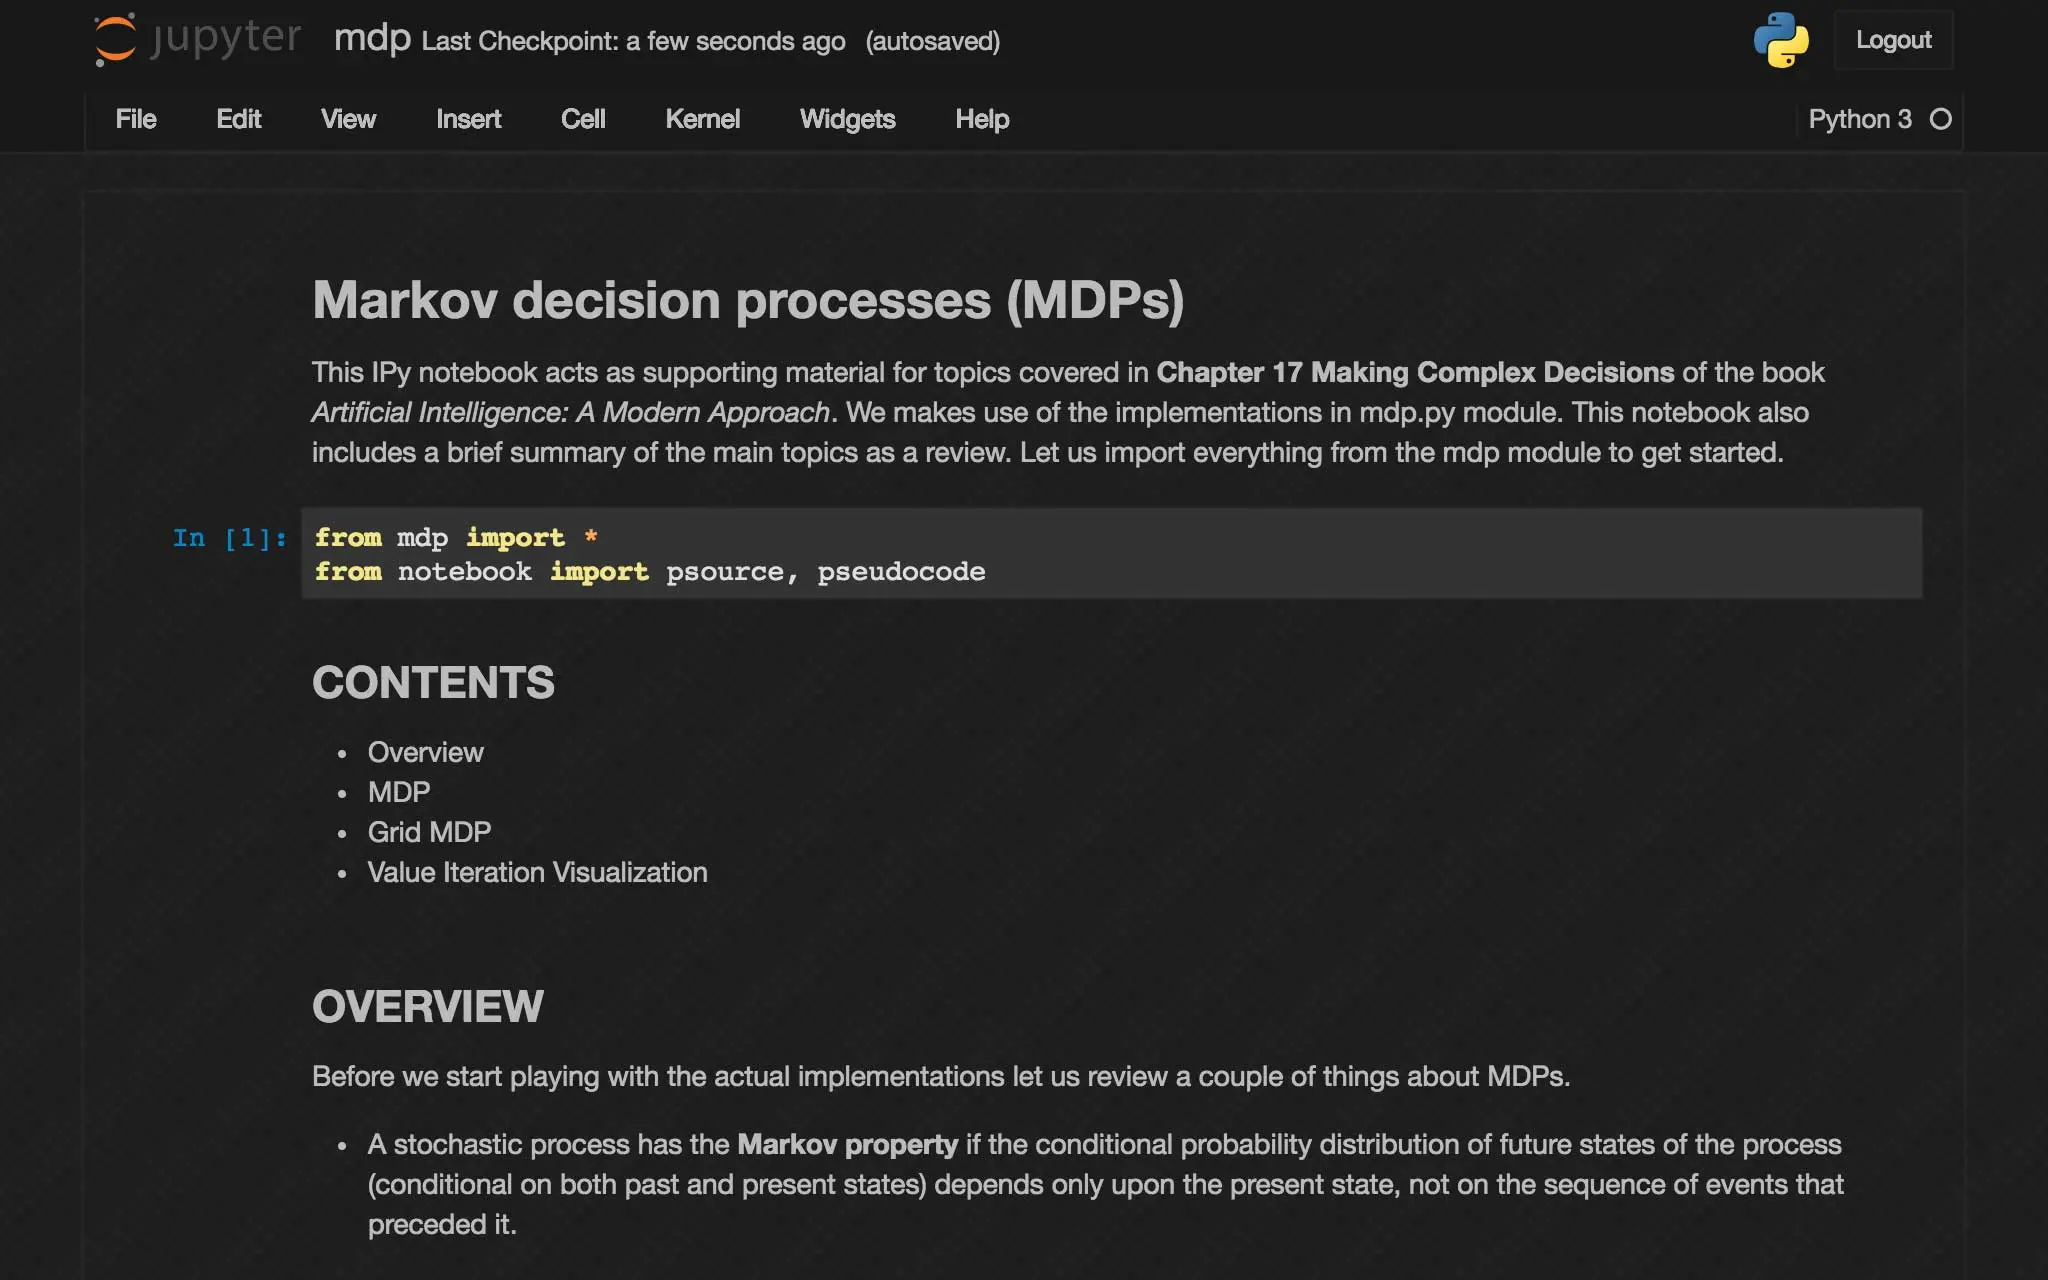 jupyter mdp Last Checkpoint: a few seconds ago (autosaved) Logout
File Edit View Insert Cell Kernel Widgets Help Python 3
Markov decision processes (MDPs)
This IPy notebook acts as supporting material for topics covered in Chapter 17 Making Complex Decisions of the book
Artificial Intelligence: A Modern Approach. We makes use of the implementations in mdp.py module. This notebook also
includes a brief summary of the main topics as a review. Let us import everything from the mdp module to get started.
In [1]: from mdp import *
from notebook import psource, pseudocode
CONTENTS
• Overview
• MDP
• Grid MDP
• Value Iteration Visualization
OVERVIEW
Before we start playing with the actual implementations let us review a couple of things about MDPs.
• A stochastic process has the Markov property if the conditional probability distribution of future states of the process
(conditional on both past and present states) depends only upon the present state, not on the sequence of events that
preceded it.